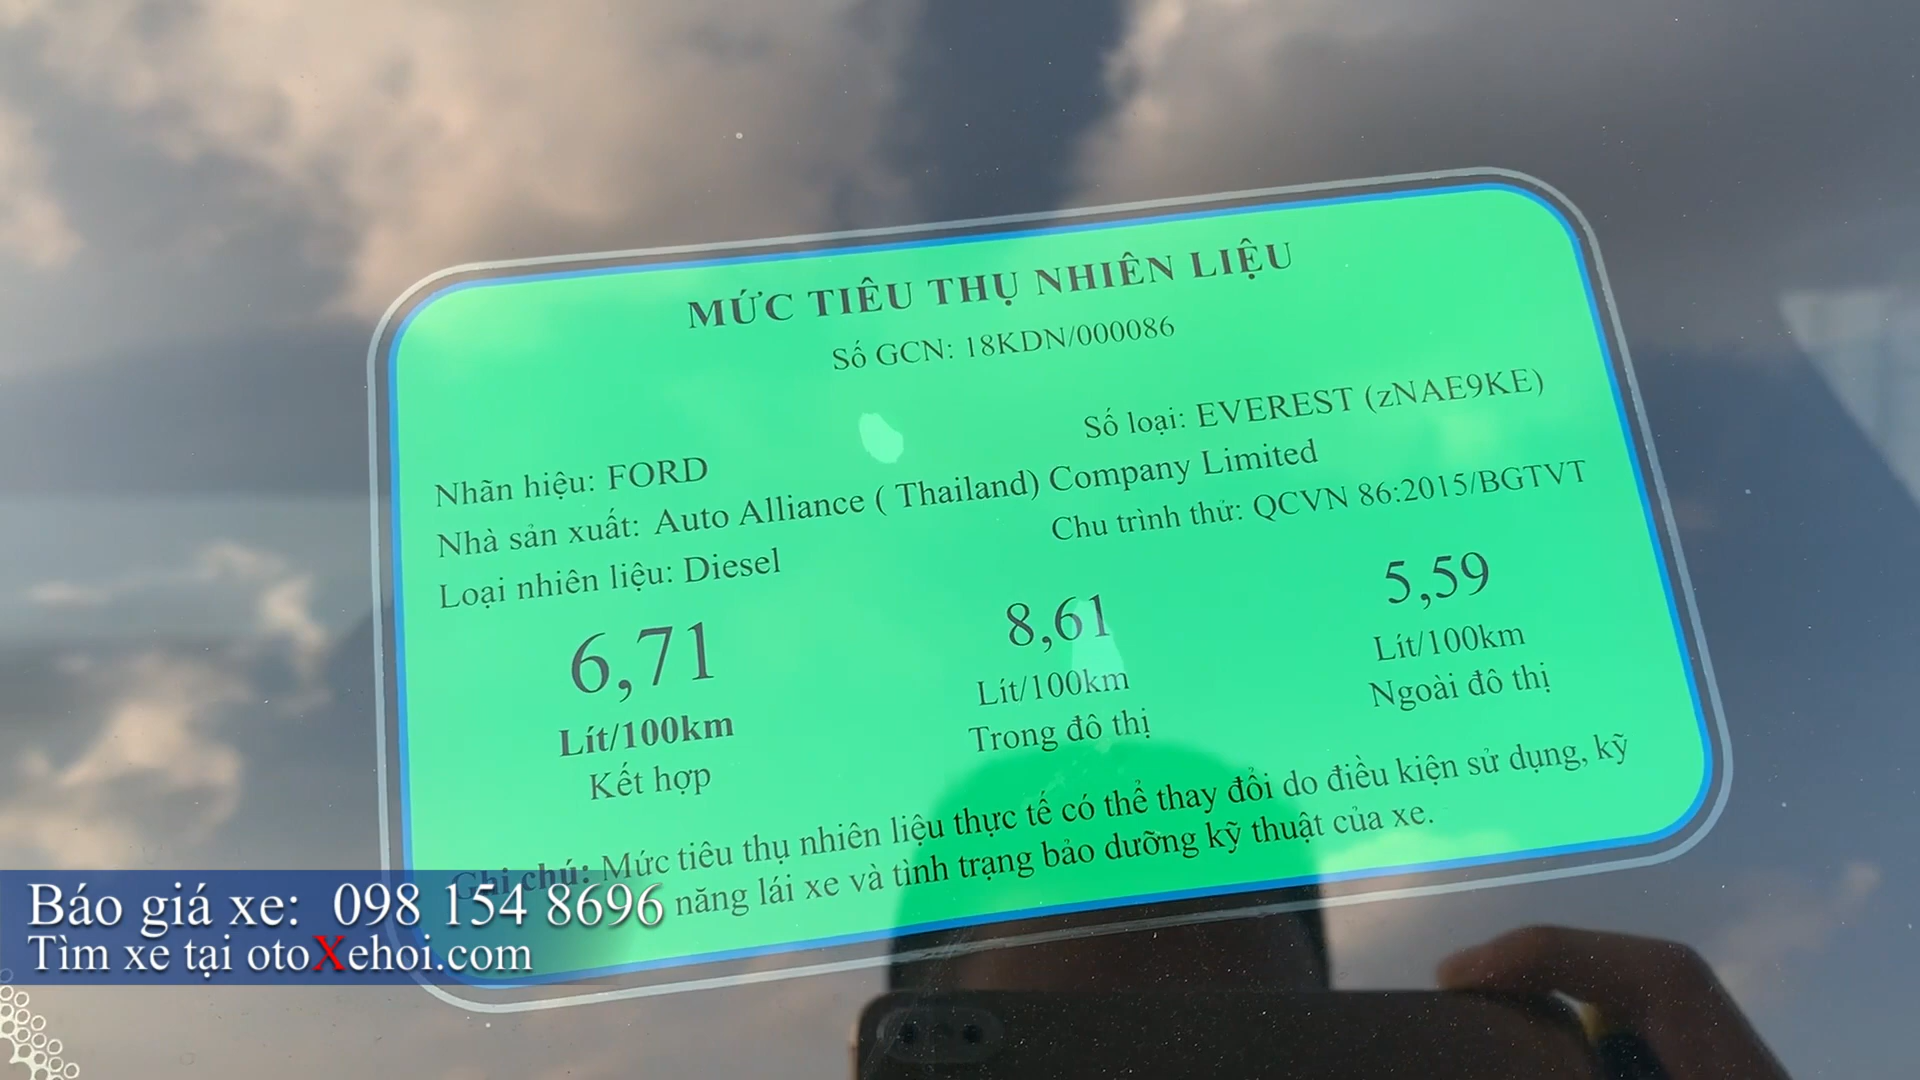 MỨC TIÊU THỤ NHIÊN LIỆU
Số GCN: 18KDN/000086
Nhãn hiệu: FORD
Số loại: EVEREST (zNAE9KE)
Nhà sản xuất: Auto Alliance ( Thailand) Company Limited
Loại nhiên liệu: Diesel
Chu trình thử: QCVN 86:2015/BGTVT
6,71
Lít/100km
Kết hợp
8,61
Lít/100km
Trong đô thị
5,59
Lít/100km
Ngoài đô thị
Ghi chú: Mức tiêu thụ nhiên liệu thực tế có thể thay đổi do điều kiện sử dụng, kỹ
năng lái xe và tình trạng bảo dưỡng kỹ thuật của xe.
Báo giá xe: 098 154 8696
Tìm xe tại otoXehoi.com